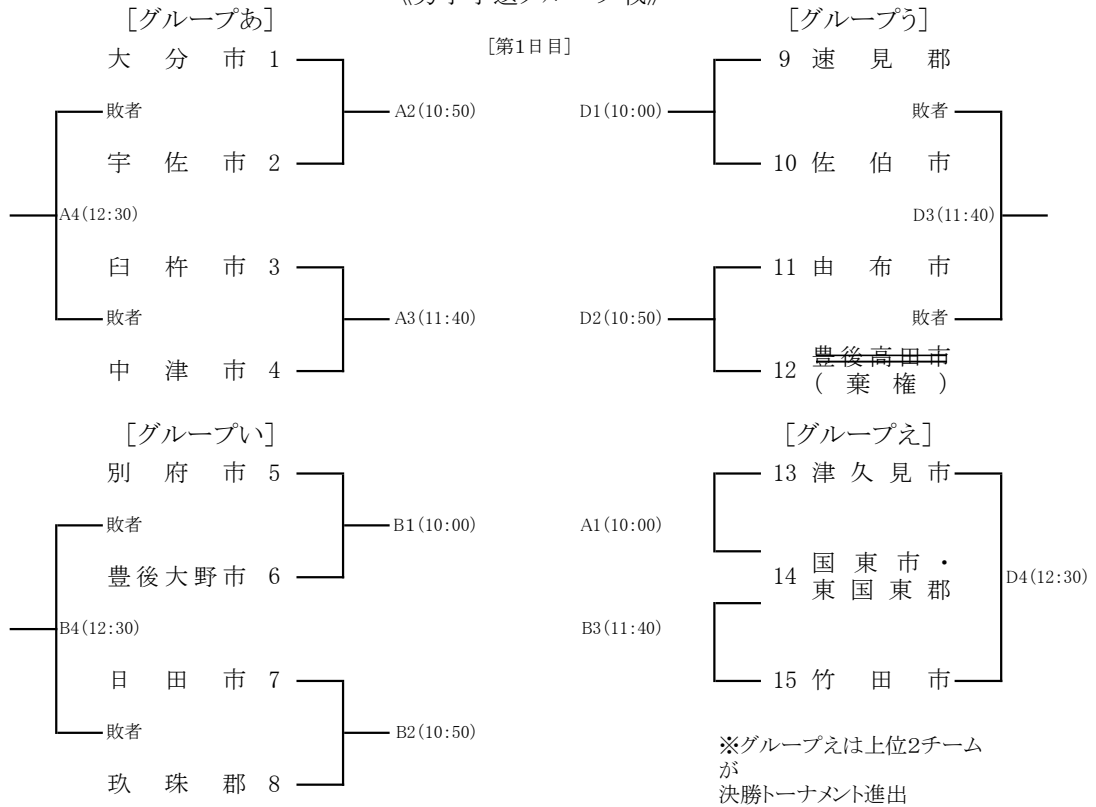 [グループあ]
大分市 1
敗者
A2(10:50)
宇佐市 2
A4(12:30)
臼杵市 3
敗者
A3(11:40)
中津市 4
[第1日目]
[グループう]
9 速見郡
D1(10:00)
敗者
10 佐伯市
D3(11:40)
11 由布市
D2(10:50)
敗者
12 豊後高田市
(棄権)
[グループい]
別府市 5
敗者
B1(10:00)
豊後大野市 6
B4(12:30)
日田市 7
敗者
B2(10:50)
玖珠郡 8
[グループえ]
13 津久見市
A1(10:00)
14 国東市・
東国東郡
D4(12:30)
B3(11:40)
15 竹田市
※グループえは上位2チーム
が
決勝トーナメント進出